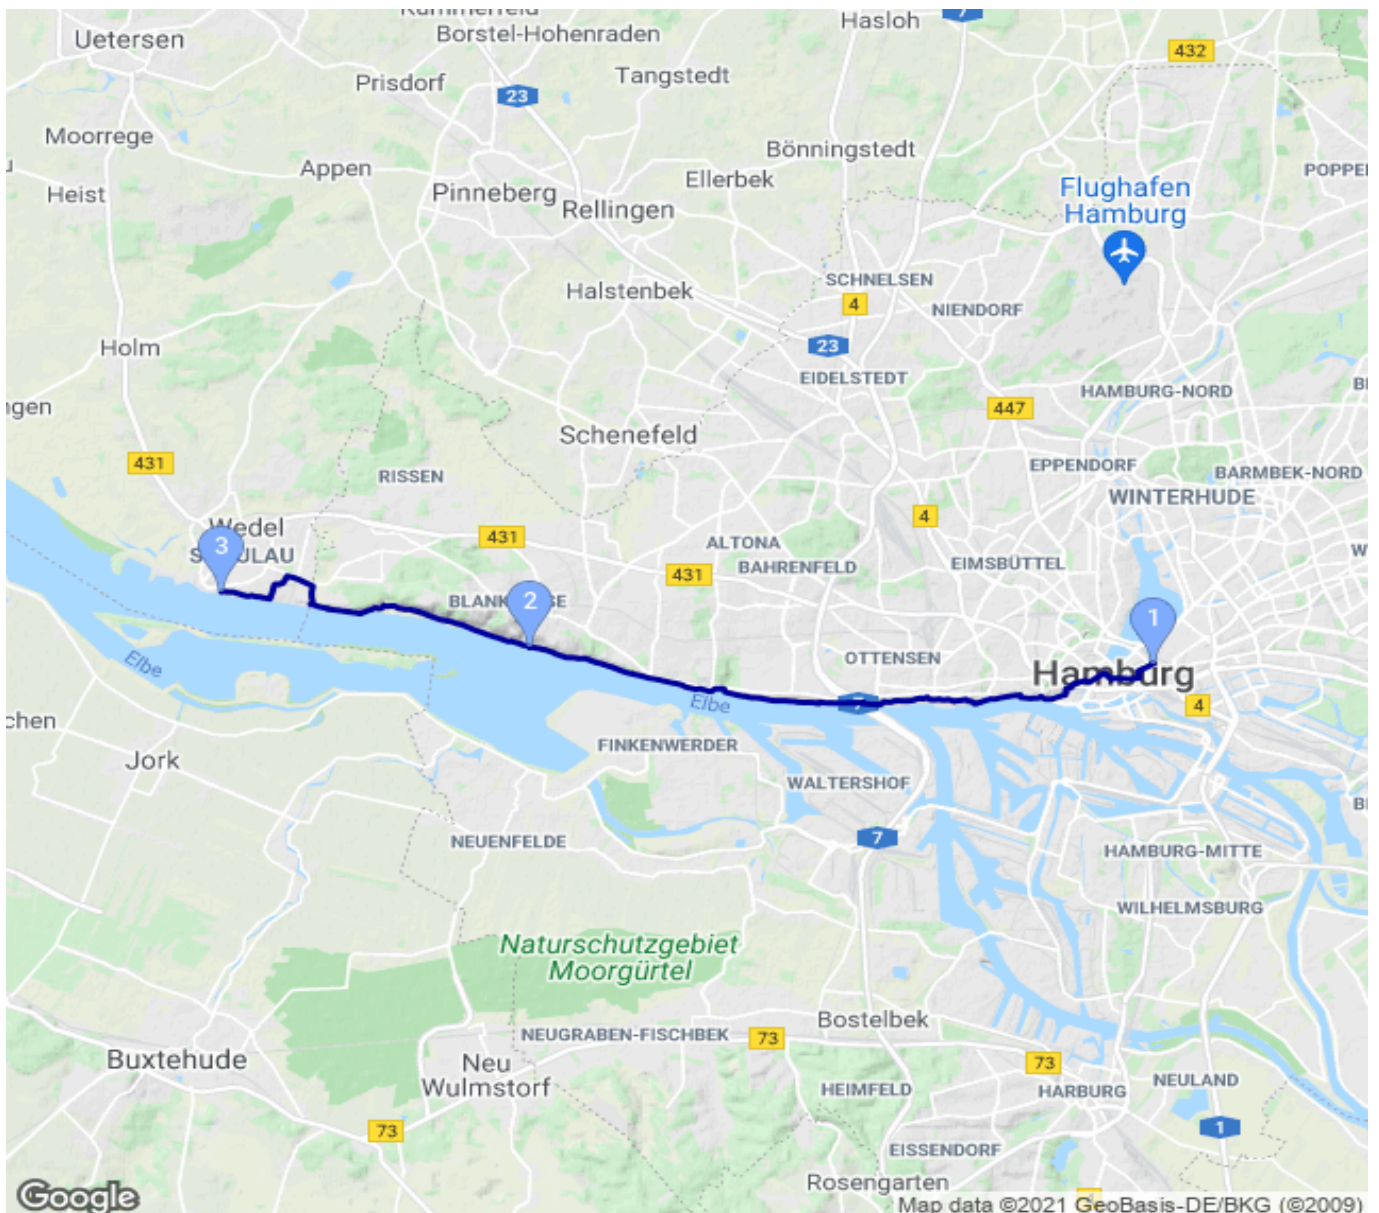 Uetersen
Borstel-Hohenraden
Hasloh
7
432
Prisdorf
Tangstedt
23
Moorrege
Appen
Bönningstedt
Heist
Pinneberg
Ellerbek
Rellingen
Flughafen
Hamburg
Halstenbek
SCHNELSEN
4
NIENDORF
Holm
23
EIDELSTEDT
HAMBURG-NORD
ngen
447
Schenefeld
431
RISSEN
EPPENDORF
BARMBEK-NORD
WINTERHUDE
Wedel
431
4
ALTONA
BAHRENFELD
EIMSBÜTTEL
3
431
2
1
OTTENSEN
Hamburg
Elbe
Elbe
4
chen
Jork
FINKENWERDER
WALTERSHOF
7
NEUENFELDE
HAMBURG-MITTE
WILHELMSBURG
Naturschutzgebiet
Moorgürtel
Bostelbek
NEUGRABEN-FISCHBEK
73
73
Buxtehude
Neu
Wulmstorf
HEIMFELD
HARBURG
NEULAND
73
1
EISSENDORF
Rosengarten
Google
Map data ©2021 GeoBasis-DE/BKG (©2009)